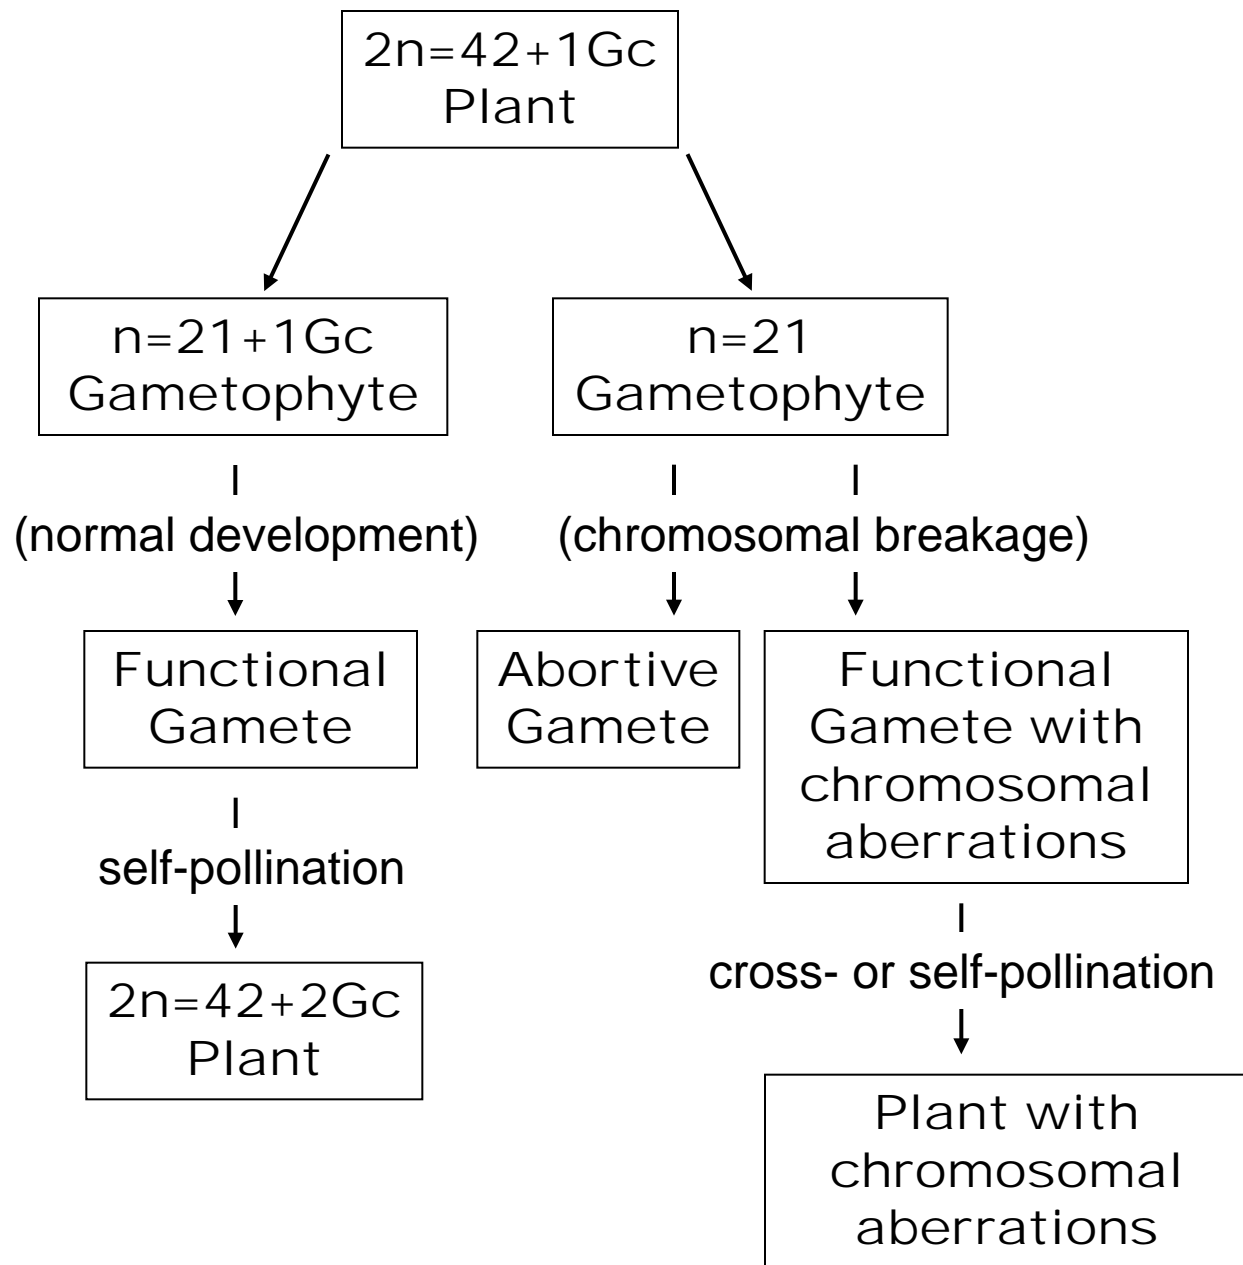 2n=42+1Gc
Plant
n=21+1Gc
Gametophyte
n=21
Gametophyte
(normal development)
(chromosomal breakage)
Functional
Gamete
Abortive
Gamete
Functional
Gamete with
chromosomal
aberrations
self-pollination
cross- or self-pollination
2n=42+2Gc
Plant
Plant with
chromosomal
aberrations